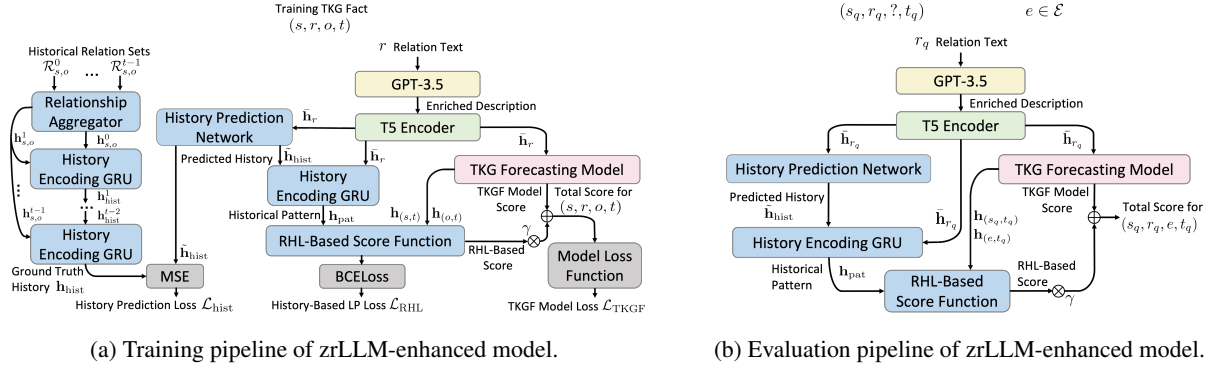 Training TKG Fact
(s, r, o, t)
r Relation Text
Historical Relation Sets
R^0_{s,o} ... R^{t−1}_{s,o}
GPT-3.5
Enriched Description
Relationship
Aggregator
History Prediction
Network
h̄_r
T5 Encoder
h^1_{s,o}
h^0_{s,o}
Predicted History
h̃_hist
h̄_r
h̄_r
History
Encoding GRU
History
Encoding GRU
TKG Forecasting Model
...
h^1_hist
...
h^{t−2}_hist
h^{t−1}_{s,o}
Historical Pattern
h_pat
h_(s,t)
h_(o,t)
TKGF Model
Score
Total Score for
(s, r, o, t)
History
Encoding GRU
RHL-Based Score Function
γ
RHL-Based
Score
Ground Truth
History h_hist
h̃_hist
MSE
BCELoss
Model Loss
Function
History Prediction Loss L_hist
History-Based LP Loss L_RHL
TKGF Model Loss L_TKGF
(a) Training pipeline of zrLLM-enhanced model.
(s_q, r_q, ?, t_q)
e ∈ E
r_q Relation Text
GPT-3.5
Enriched Description
T5 Encoder
h̄_{r_q}
h̄_{r_q}
History Prediction Network
TKG Forecasting Model
Predicted History
h̃_hist
h̄_{r_q}
TKGF Model
Score
h_(s_q,t_q)
h_(e,t_q)
Total Score for
(s_q, r_q, e, t_q)
History Encoding GRU
Historical
Pattern
h_pat
RHL-Based
Score Function
RHL-Based
Score
γ
(b) Evaluation pipeline of zrLLM-enhanced model.